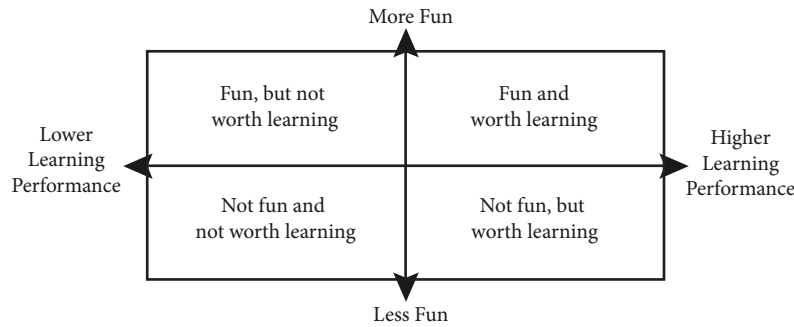 More Fun
Fun, but not
worth learning
Fun and
worth learning
Lower
Learning
Performance
Higher
Learning
Performance
Not fun and
not worth learning
Not fun, but
worth learning
Less Fun